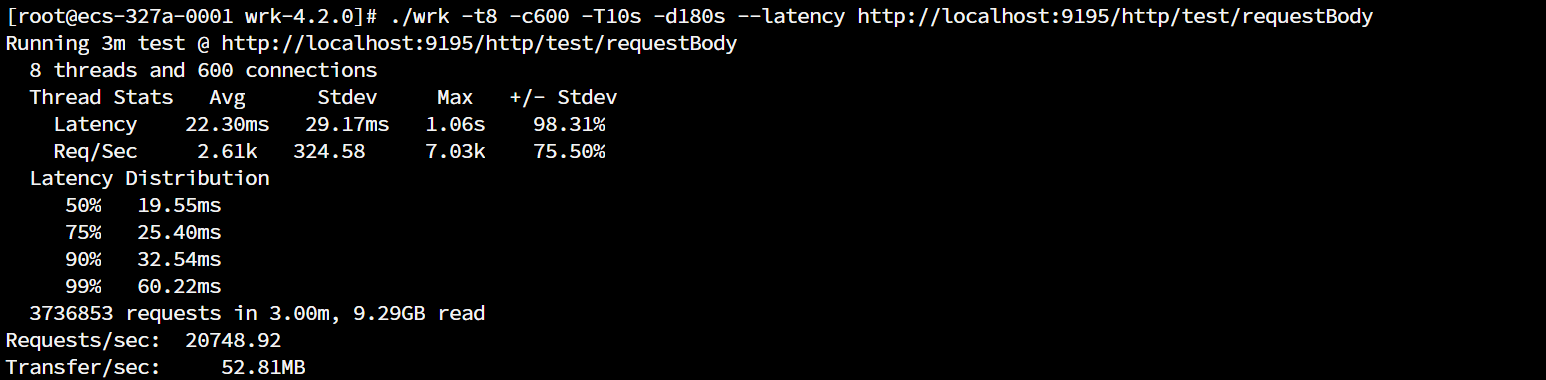 [root@ecs-327a-0001 wrk-4.2.0]# ./wrk -t8 -c600 -T10s -d180s --latency http://localhost:9195/http/test/requestBody
Running 3m test @ http://localhost:9195/http/test/requestBody
  8 threads and 600 connections
  Thread Stats   Avg      Stdev     Max   +/- Stdev
    Latency    22.30ms   29.17ms   1.06s    98.31%
    Req/Sec     2.61k   324.58     7.03k    75.50%
  Latency Distribution
     50%   19.55ms
     75%   25.40ms
     90%   32.54ms
     99%   60.22ms
  3736853 requests in 3.00m, 9.29GB read
Requests/sec:  20748.92
Transfer/sec:     52.81MB